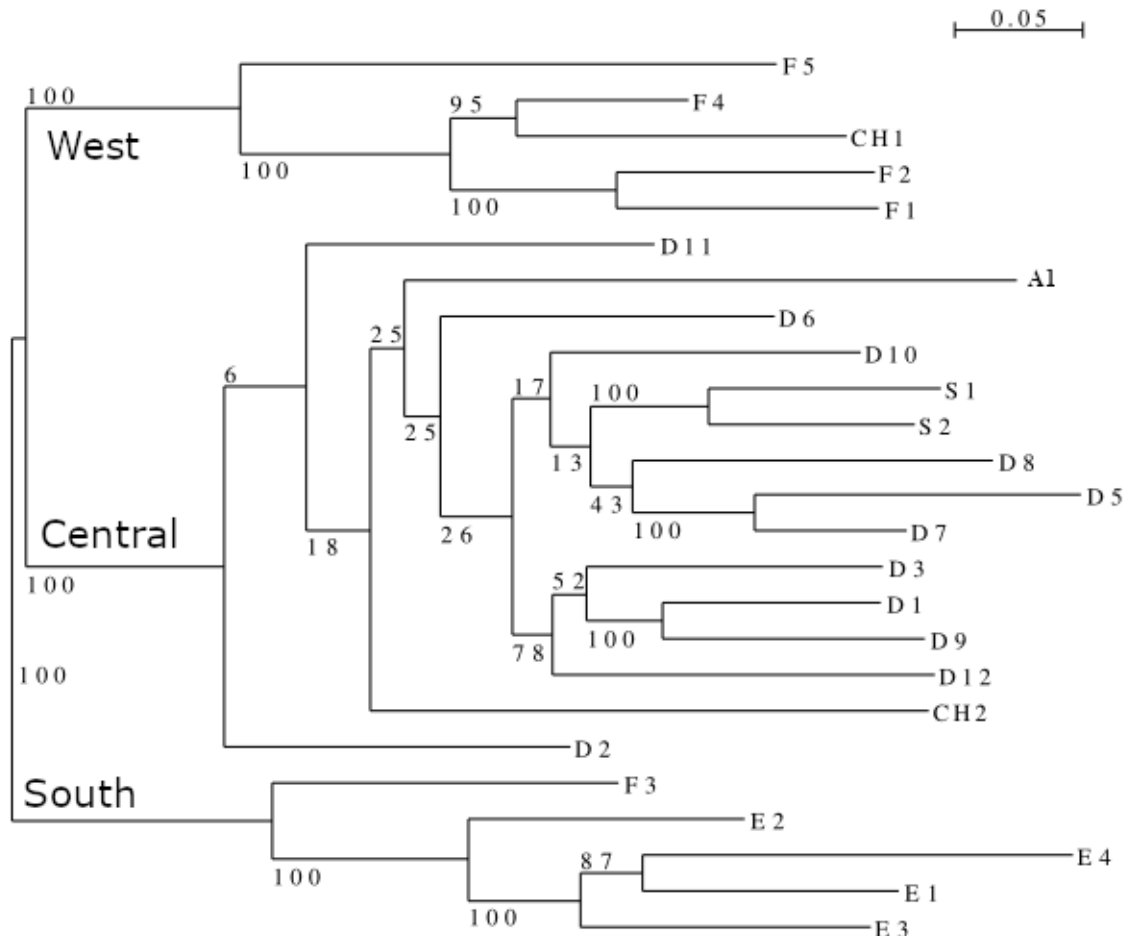 0.05
F5
100
95
F4
West
CH1
100
F2
100
F1
D11
A1
D6
25
D10
6
17
100
S1
25
S2
13
D8
43
D5
Central
26
100
D7
18
D3
100
52
D1
100
D9
78
D12
100
CH2
D2
South
F3
E2
87
E4
100
E1
100
E3